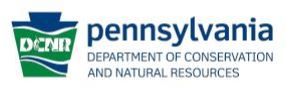 DCNR
pennsylvania
DEPARTMENT OF CONSERVATION
AND NATURAL RESOURCES